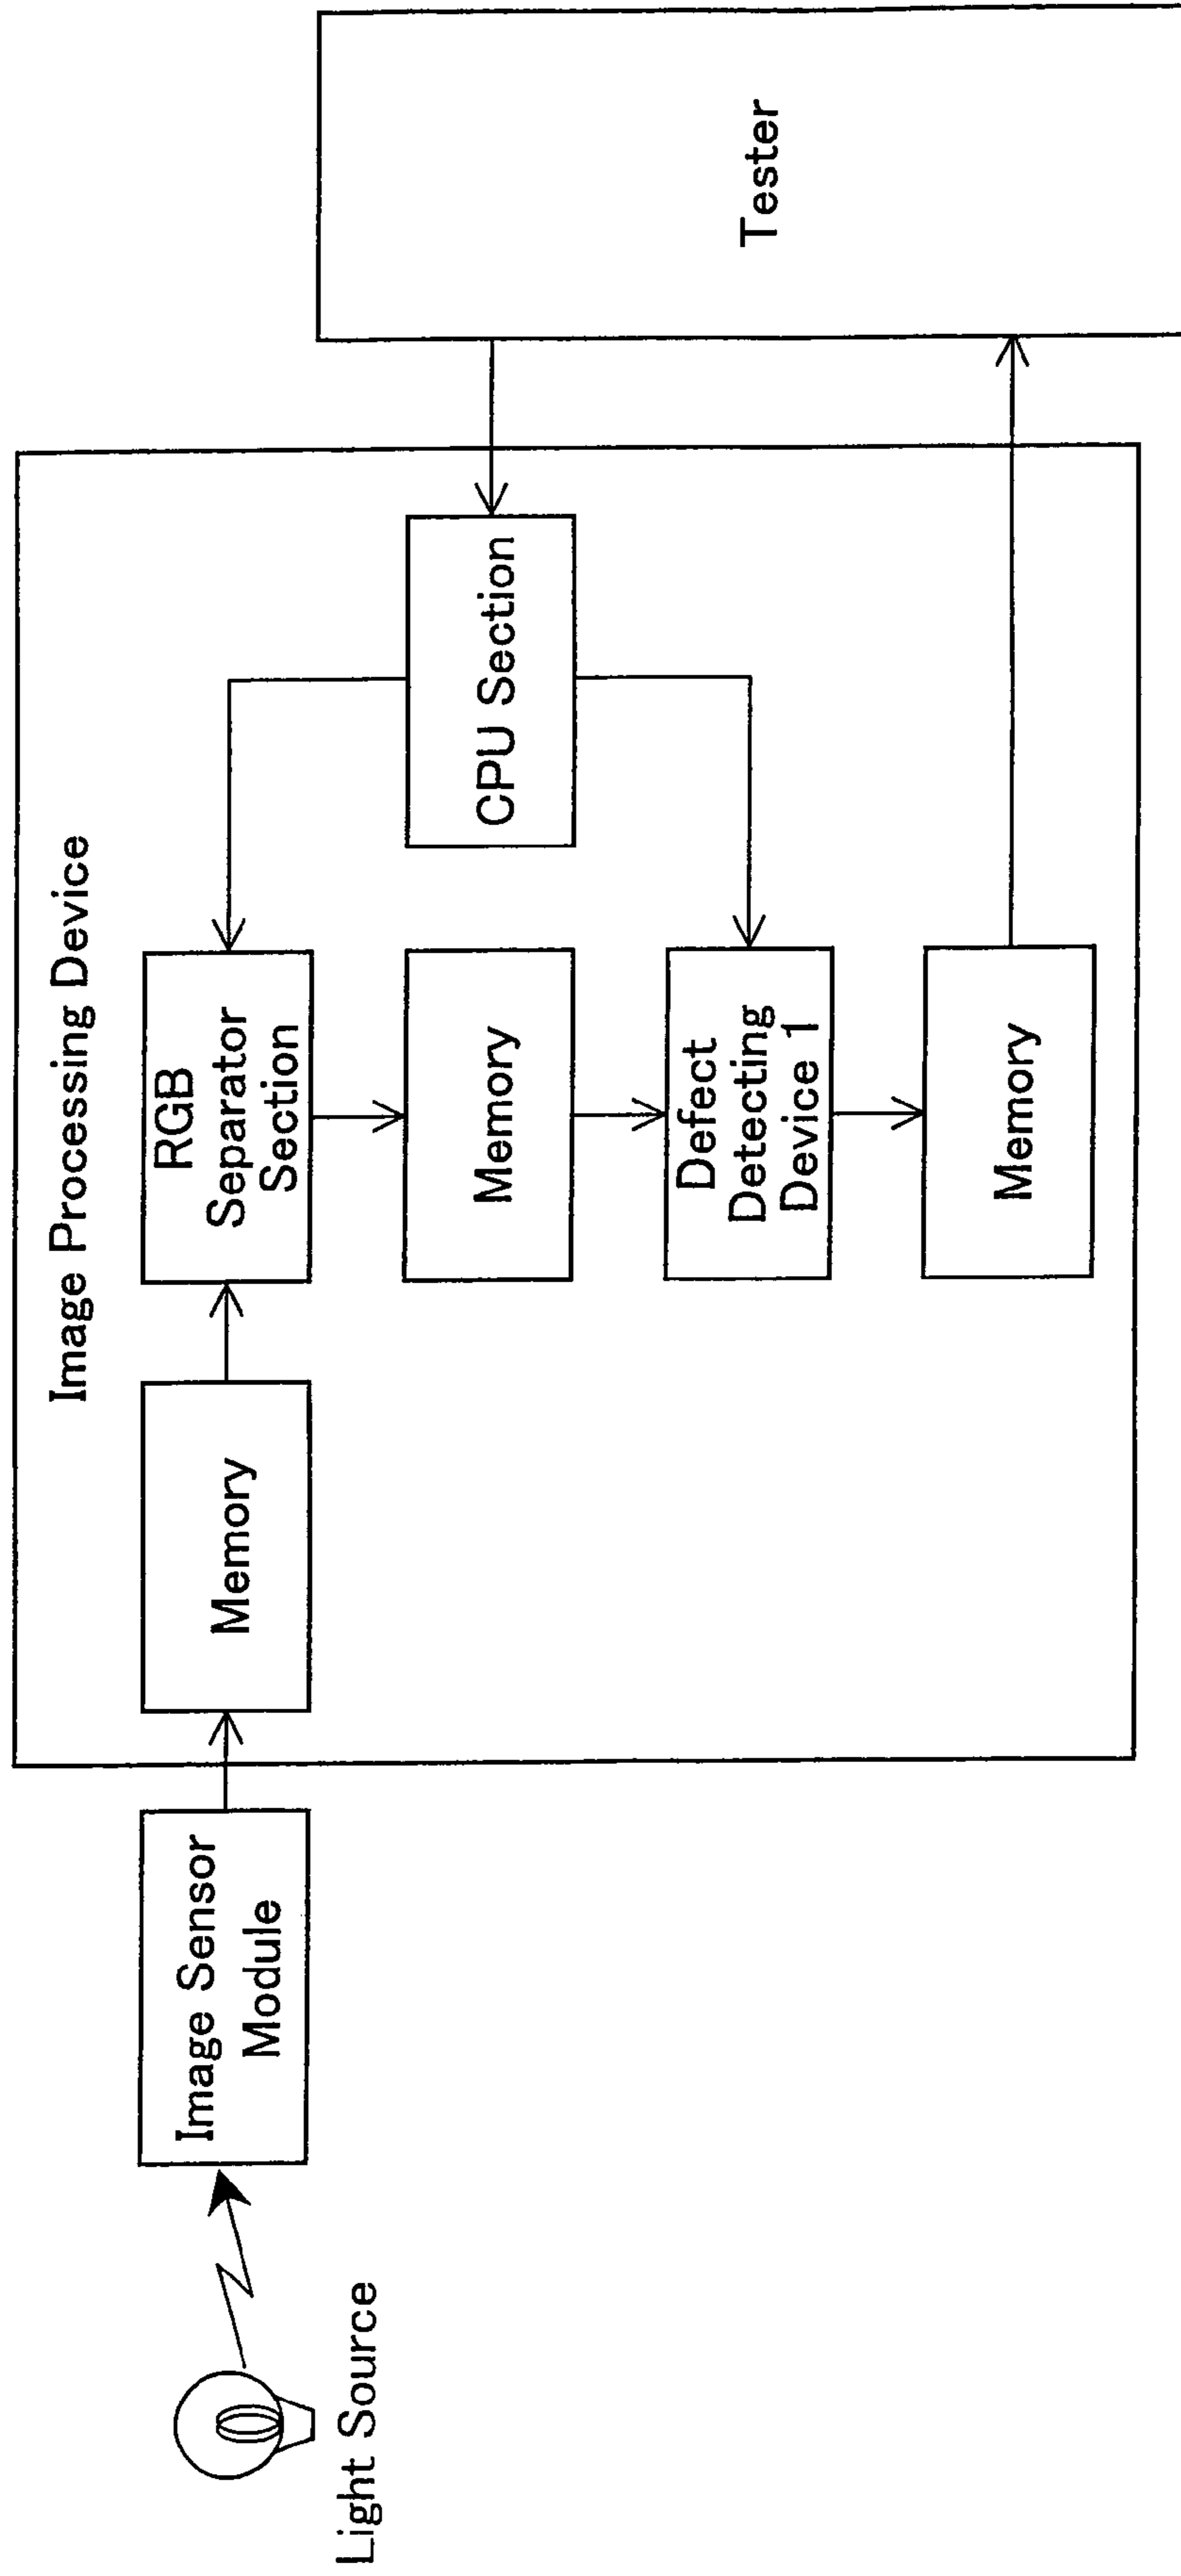 Image Processing Device
Light Source
Image Sensor
Module
Memory
RGB
Separator
Section
Memory
Defect
Detecting
Device 1
Memory
CPU Section
Tester